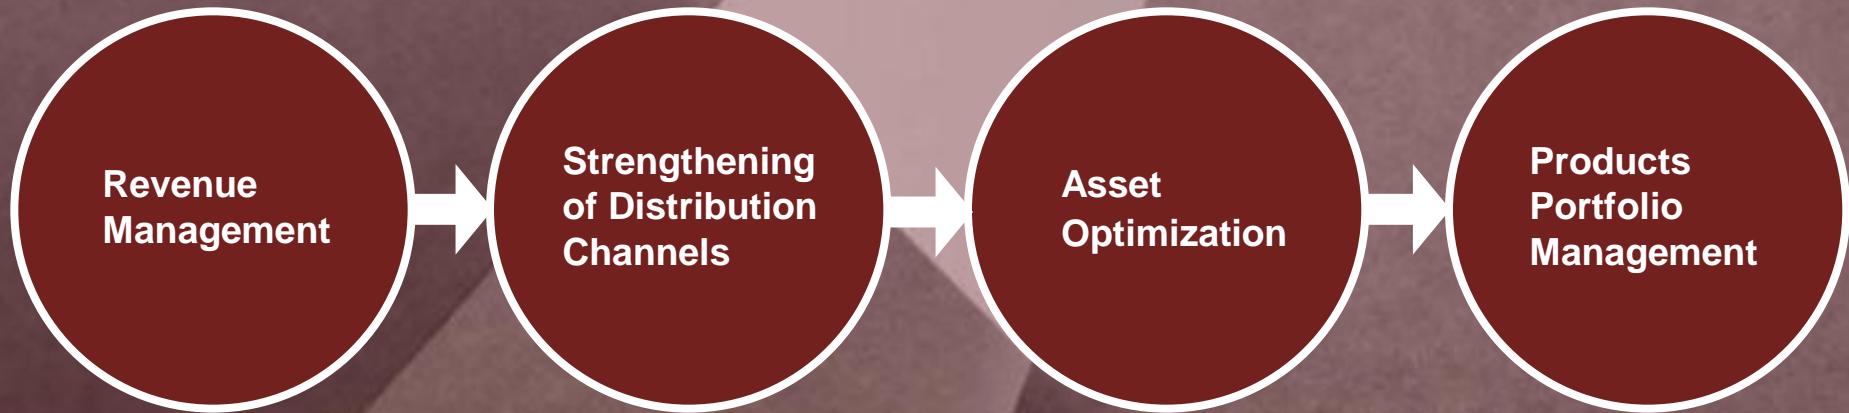 Revenue
Management
Strengthening
of Distribution
Channels
Asset
Optimization
Products
Portfolio
Management